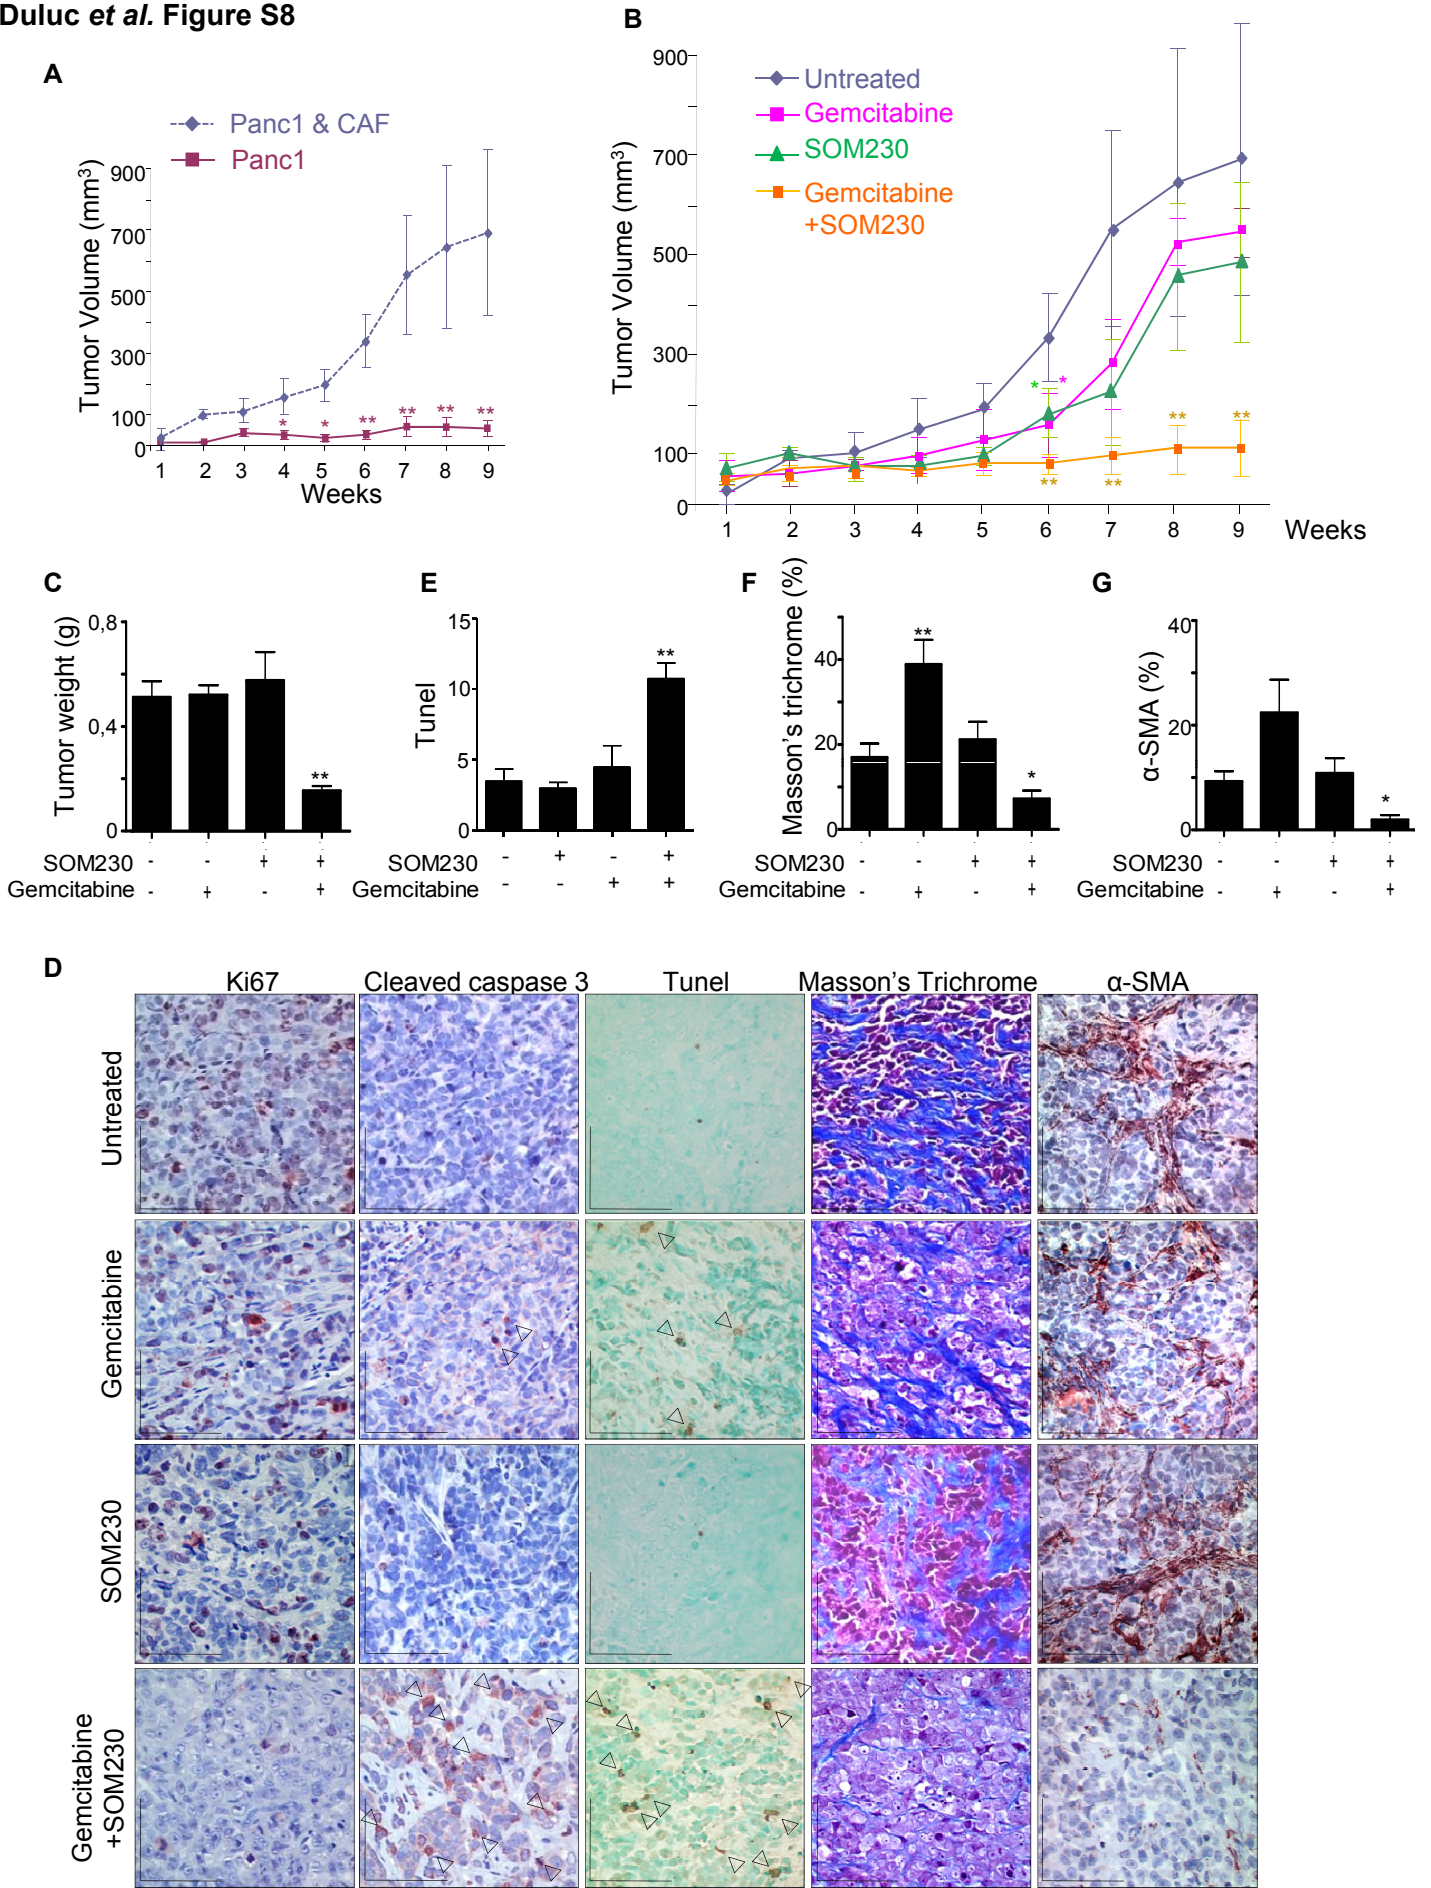 Duluc et al. Figure S8
A
Panc1 & CAF
Panc1
Tumor Volume (mm3)
900
700
500
300
100
0
* * ** ** ** **
1 2 3 4 5 6 7 8 9
Weeks
B
Untreated
Gemcitabine
SOM230
Gemcitabine
+SOM230
Tumor Volume (mm3)
900
700
500
300
100
0
* *
** ** ** **
1 2 3 4 5 6 7 8 9
Weeks
C
Tumor weight (g)
0,8
0,4
0
**
SOM230 - - + +
Gemcitabine - + - +
E
Tunel
15
10
5
0
**
SOM230 - + - +
Gemcitabine - - + +
F
Masson's trichrome (%)
40
20
0
**
*
SOM230 - - + +
Gemcitabine - + - +
G
α-SMA (%)
40
20
0
*
SOM230 - - + +
Gemcitabine - + - +
D
Ki67 Cleaved caspase 3 Tunel Masson's Trichrome α-SMA
Untreated
Gemcitabine
SOM230
Gemcitabine
+SOM230